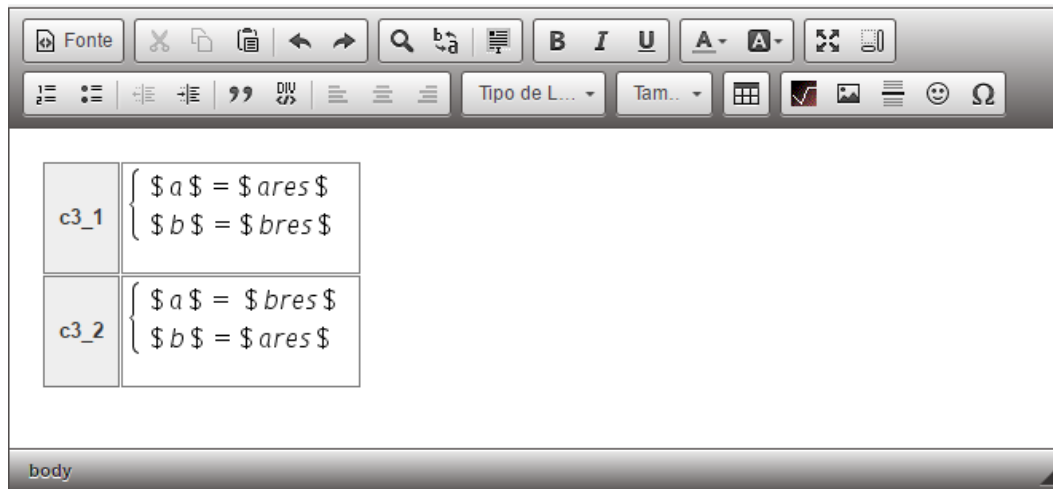 Fonte B I U A A
Tipo de L... Tam.. Ω
c3_1
$a$ = $ares$
$b$ = $bres$
c3_2
$a$ = $bres$
$b$ = $ares$
body